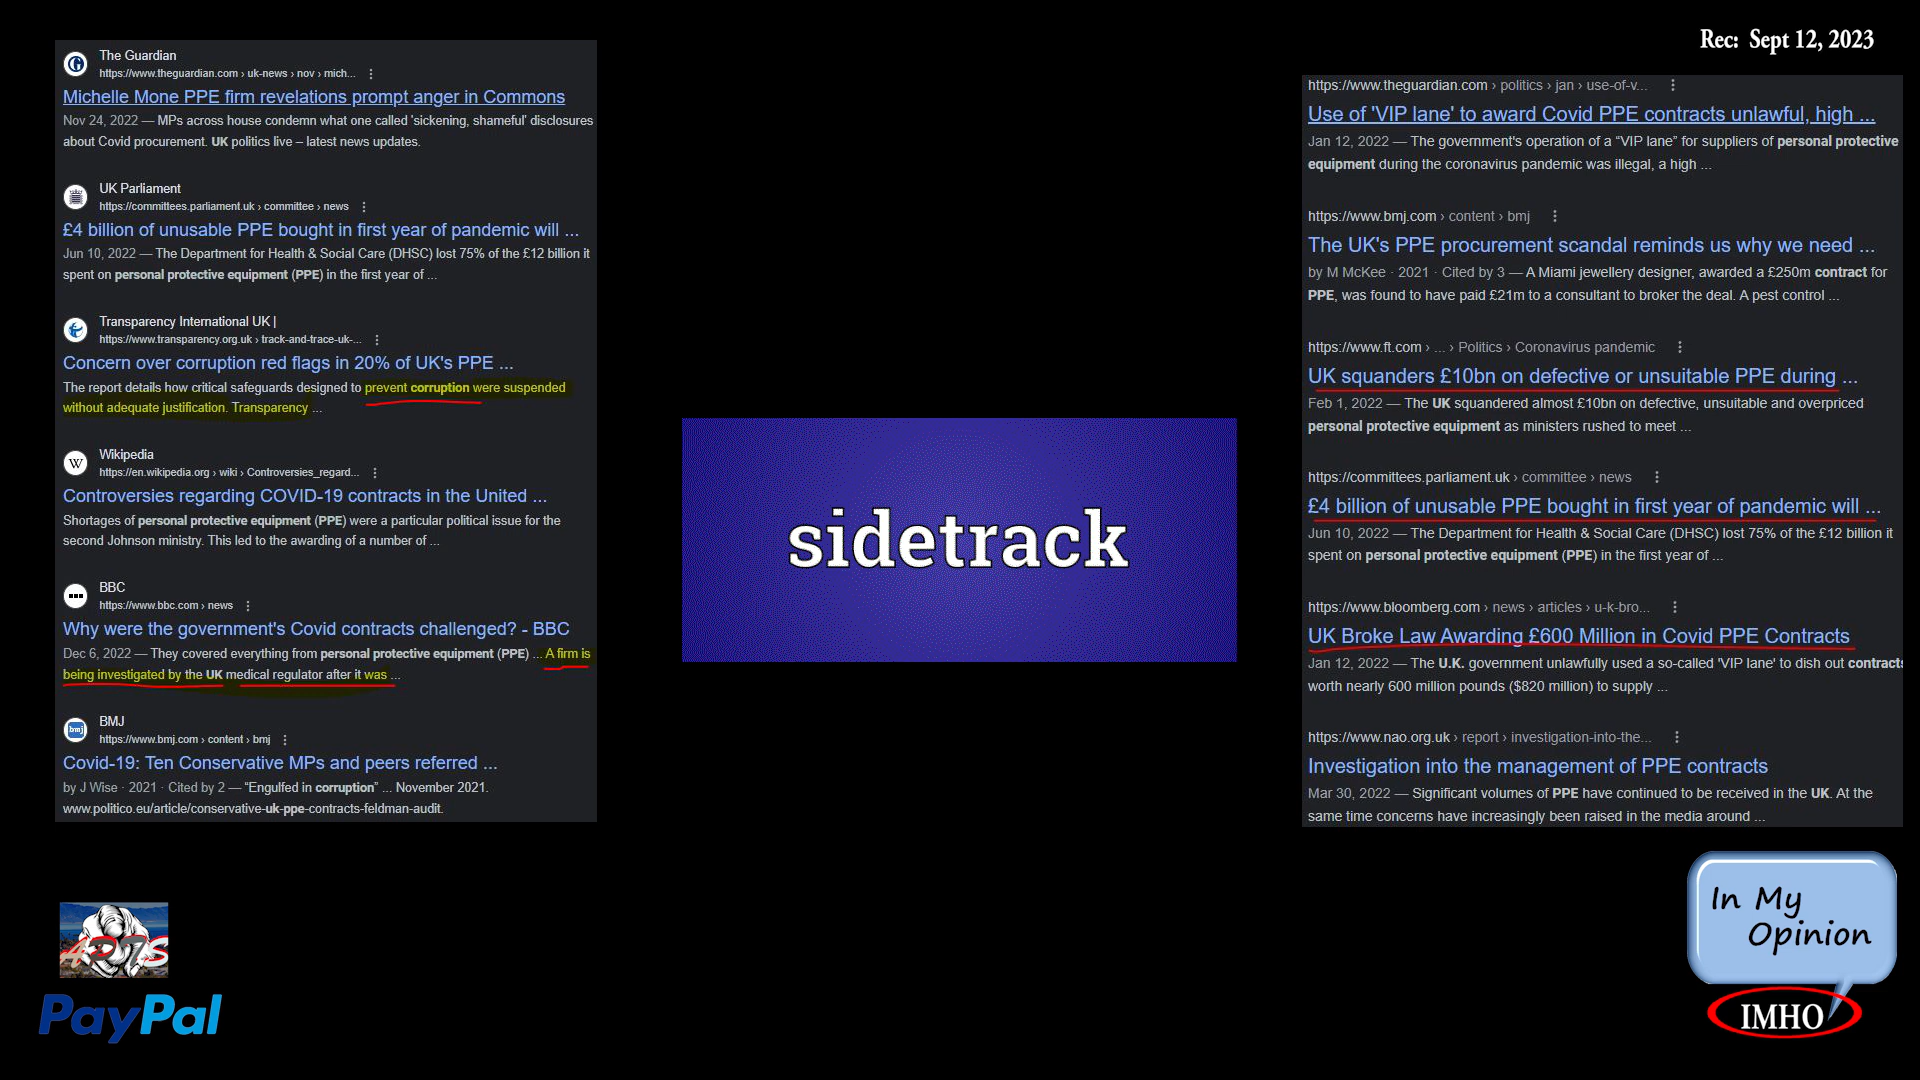 The Guardian
https://www.theguardian.com › uk-news › nov › mich...
Michelle Mone PPE firm revelations prompt anger in Commons
Nov 24, 2022 — MPs across house condemn what one called 'sickening, shameful' disclosures
about Covid procurement. UK politics live – latest news updates.
UK Parliament
https://committees.parliament.uk › committee › news
£4 billion of unusable PPE bought in first year of pandemic will ...
Jun 10, 2022 — The Department for Health & Social Care (DHSC) lost 75% of the £12 billion it
spent on personal protective equipment (PPE) in the first year of ...
Transparency International UK |
https://www.transparency.org.uk › track-and-trace-uk-...
Concern over corruption red flags in 20% of UK's PPE ...
The report details how critical safeguards designed to prevent corruption were suspended
without adequate justification. Transparency ...
Wikipedia
https://en.wikipedia.org › wiki › Controversies_regard...
Controversies regarding COVID-19 contracts in the United ...
Shortages of personal protective equipment (PPE) were a particular political issue for the
second Johnson ministry. This led to the awarding of a number of ...
BBC
https://www.bbc.com › news
Why were the government's Covid contracts challenged? - BBC
Dec 6, 2022 — They covered everything from personal protective equipment (PPE) ... A firm is
being investigated by the UK medical regulator after it was ...
BMJ
https://www.bmj.com › content › bmj
Covid-19: Ten Conservative MPs and peers referred ...
by J Wise · 2021 · Cited by 2 — “Engulfed in corruption” ... November 2021.
www.politico.eu/article/conservative-uk-ppe-contracts-feldman-audit.
sidetrack
Rec: Sept 12, 2023
https://www.theguardian.com › politics › jan › use-of-v...
Use of 'VIP lane' to award Covid PPE contracts unlawful, high ...
Jan 12, 2022 — The government's operation of a “VIP lane” for suppliers of personal protective
equipment during the coronavirus pandemic was illegal, a high ...
https://www.bmj.com › content › bmj
The UK's PPE procurement scandal reminds us why we need ...
by M McKee · 2021 · Cited by 3 — A Miami jewellery designer, awarded a £250m contract for
PPE, was found to have paid £21m to a consultant to broker the deal. A pest control ...
https://www.ft.com › ... › Politics › Coronavirus pandemic
UK squanders £10bn on defective or unsuitable PPE during ...
Feb 1, 2022 — The UK squandered almost £10bn on defective, unsuitable and overpriced
personal protective equipment as ministers rushed to meet ...
https://committees.parliament.uk › committee › news
£4 billion of unusable PPE bought in first year of pandemic will ...
Jun 10, 2022 — The Department for Health & Social Care (DHSC) lost 75% of the £12 billion it
spent on personal protective equipment (PPE) in the first year of ...
https://www.bloomberg.com › news › articles › u-k-bro...
UK Broke Law Awarding £600 Million in Covid PPE Contracts
Jan 12, 2022 — The U.K. government unlawfully used a so-called 'VIP lane' to dish out contracts
worth nearly 600 million pounds ($820 million) to supply ...
https://www.nao.org.uk › report › investigation-into-the...
Investigation into the management of PPE contracts
Mar 30, 2022 — Significant volumes of PPE have continued to be received in the UK. At the
same time concerns have increasingly been raised in the media around ...
PayPal
In My
Opinion
IMHO